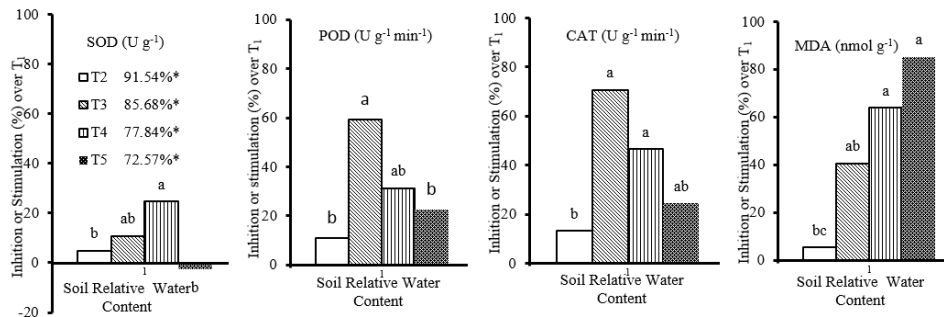 Inhition or Stimulation (%) over T1
100
80
60
40
20
0
-20
SOD (U g-1)
T2 91.54%*
T3 85.68%*
T4 77.84%*
T5 72.57%*
b
ab
a
b
1
Soil Relative Water
Content
Inhition or stimulation (%) over T1
100
80
60
40
20
0
POD (U g-1 min-1)
b
a
ab
b
1
Soil Relative Water
Content
Inhition or Stimulation (%) over T1
100
80
60
40
20
0
CAT (U g-1 min-1)
b
a
a
ab
1
Soil Relative Water
Content
Inhition or Stimulation (%) over T1
100
80
60
40
20
0
MDA (nmol g-1)
bc
ab
a
a
1
Soil Relative Water
Content